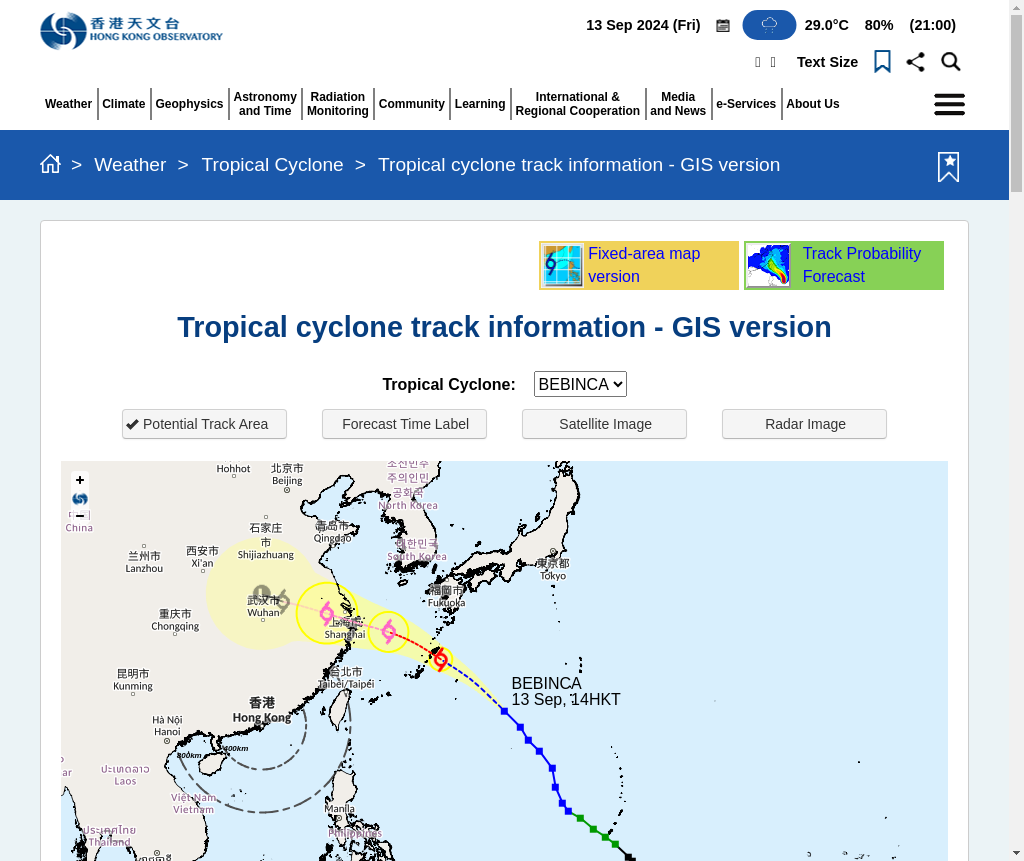 香港天文台
HONG KONG OBSERVATORY
13 Sep 2024 (Fri)
29.0°C
80%
(21:00)
Text Size
Weather
Climate
Geophysics
Astronomy
and Time
Radiation
Monitoring
Community
Learning
International &
Regional Cooperation
Media
and News
e-Services
About Us
> Weather > Tropical Cyclone > Tropical cyclone track information - GIS version
Fixed-area map
version
Track Probability
Forecast
Tropical cyclone track information - GIS version
Tropical Cyclone:
BEBINCA
Potential Track Area
Forecast Time Label
Satellite Image
Radar Image
+
−
China
Hohhot
北京市
Beijing
조선민주
주의인민
공화국
North Korea
石家庄
市
Shijiazhuang
青岛市
Qingdao
대한민국
South Korea
兰州市
Lanzhou
西安市
Xi'an
東京都
Tokyo
福岡市
Fukuoka
武汉市
Wuhan
重庆市
Chongqing
上海市
Shanghai
昆明市
Kunming
台北市
Taibei/Taipei
BEBINCA
13 Sep, 14HKT
香港
Hong Kong
Hà Nội
Hanoi
400km
800km
ປະເທດລາວ
Laos
Việt Nam
Vietnam
Manila
Philippines
ประเทศไทย
Thailand